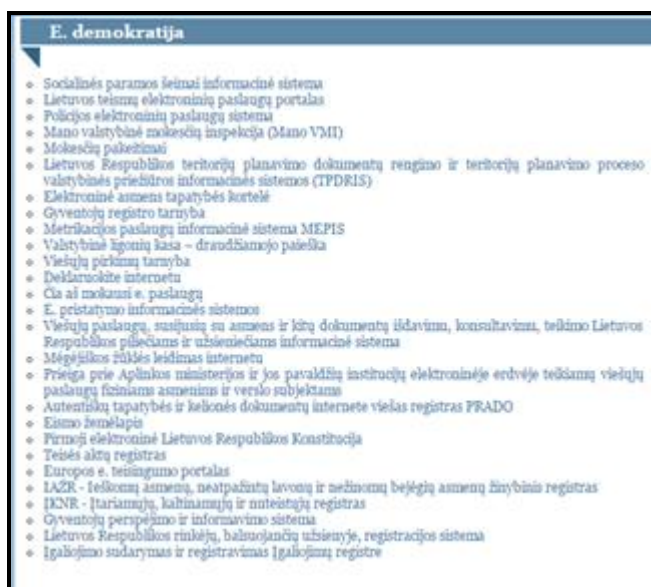 E. demokratija
Socialinės paramos šeimai informacinė sistema
Lietuvos teismų elektroninių paslaugų portalas
Policijos elektroninių paslaugų sistema
Mano valstybinė mokesčių inspekcija (Mano VMI)
Mokesčių pakeitimai
Lietuvos Respublikos teritorijų planavimo dokumentų rengimo ir teritorijų planavimo proceso
valstybinės priežiūros informacinės sistemos (TPDRIS)
Elektroninė asmens tapatybės kortelė
Gyventojų registro tarnyba
Metrikacijos paslaugų informacinė sistema MEPIS
Valstybinė ligonių kasa – draudžiamojo paieška
Viešųjų pirkimų tarnyba
Deklaruokite internetu
Čia aš mokausi e. paslaugų
E. pristatymo informacinės sistemos
Viešųjų paslaugų, susijusių su asmens ir kitų dokumentų išdavimu, konsultavimu, teikimo Lietuvos
Respublikos piliečiams ir užsieniečiams informacinė sistema
Mėgėjiškos žūklės leidimas internetu
Prieiga prie Aplinkos ministerijos ir jos pavaldžių institucijų elektroninėje erdvėje teikiamų viešųjų
paslaugų fiziniams asmenims ir verslo subjektams
Autentiškų tapatybės ir kelionės dokumentų internete viešas registras PRADO
Eismo žemėlapis
Pirmoji elektroninė Lietuvos Respublikos Konstitucija
Teisės aktų registras
Europos e. teisingumo portalas
IAŽR - Ieškomų asmenų, neatpažintų lavonų ir nežinomų bejėgių asmenų žinybinis registras
ĮKNR - Įtariamųjų, kaltinamųjų ir nuteistųjų registras
Gyventojų perspėjimo ir informavimo sistema
Lietuvos Respublikos rinkėjų, balsuojančių užsienyje, registracijos sistema
Įgaliojimo sudarymas ir registravimas Įgaliojimų registre